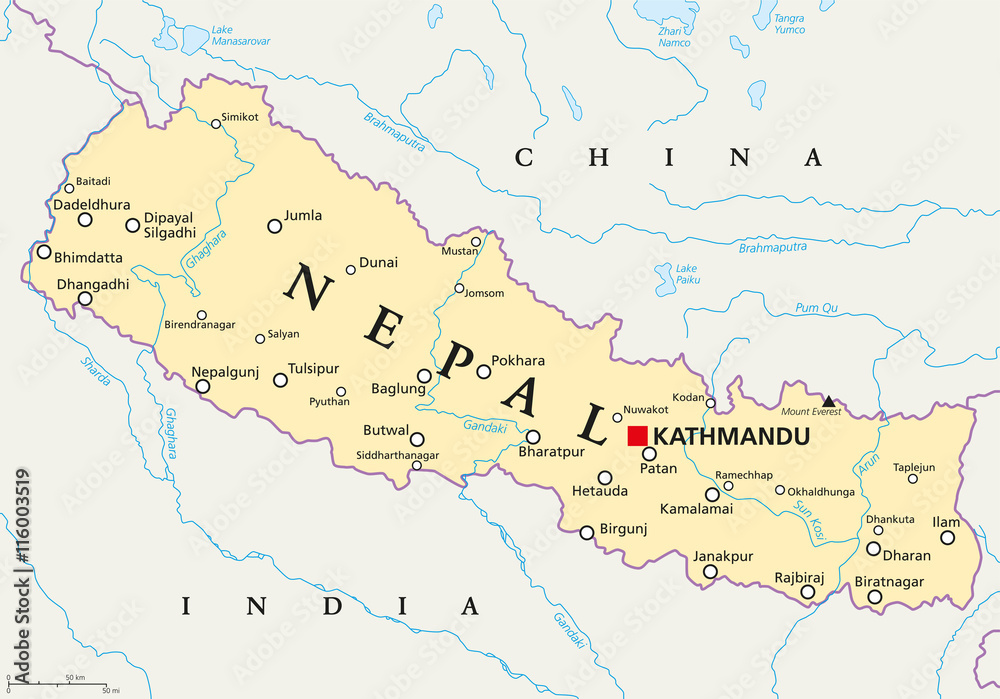 Lake
Manasarovar
Zhari
Namco
Tangra
Yumco
Simikot
Brahmaputra
CHINA
Baitadi
Dadeldhura
Dipayal
Silgadhi
Jumla
Ghaghara
Mustan
Brahmaputra
Bhimdatta
Dunai
Lake
Paiku
Dhangadhi
Jomsom
Pum Qu
Birendranagar
Salyan
NEPAL
Sharda
Nepalgunj
Tulsipur
Pyuthan
Baglung
Pokhara
Kodari
Mount Everest
Nuwakot
Ghaghara
Butwal
Gandaki
Siddharthanagar
Bharatpur
KATHMANDU
Patan
Ramechhap
Okhaldhunga
Arun
Taplejun
Hetauda
Kamalamai
Sun Kosi
Dhankuta
Ilam
Birgunj
Dharan
Janakpur
Rajbiraj
Biratnagar
INDIA
Gandaki
0 50 km
0 50 mi
Adobe Stock | #116003519